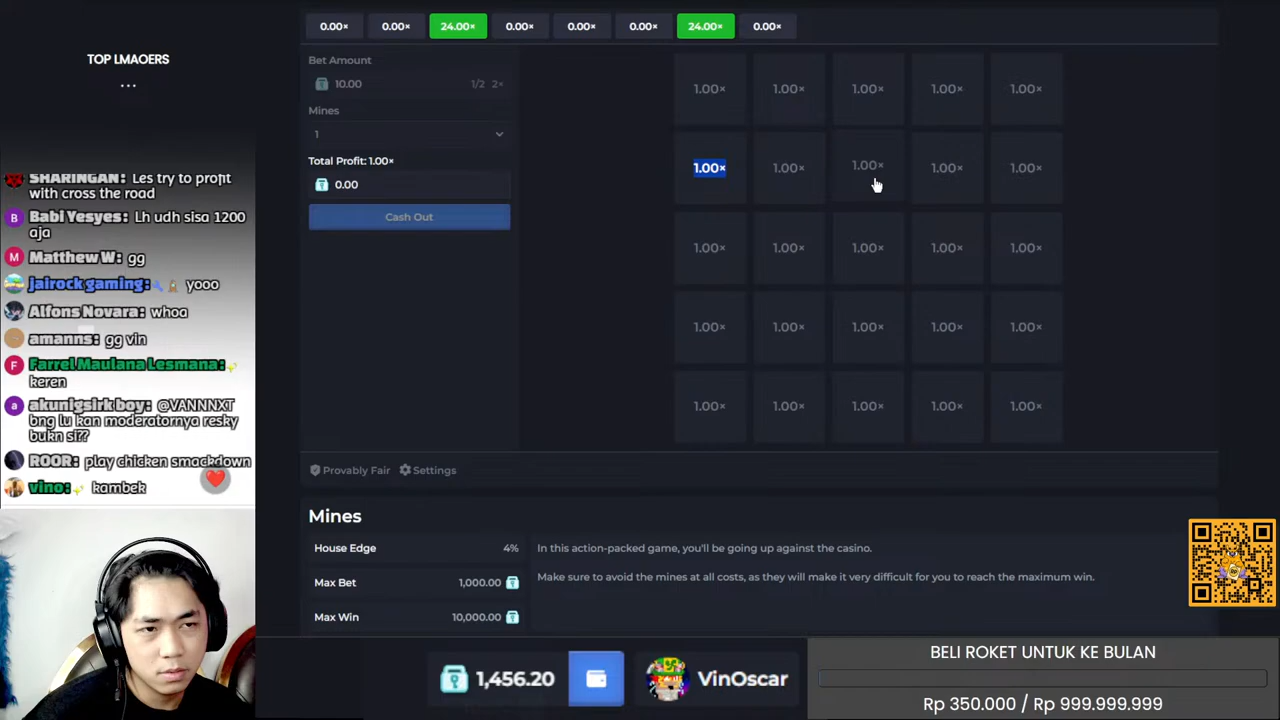 0.00× 0.00× 24.00× 0.00× 0.00× 0.00× 24.00× 0.00×
TOP LMAOERS
...
SHARINGAN: Les try to profit
with cross the road
B Babi Yesyes: Lh udh sisa 1200
aja
M Matthew W: gg
jairock gaming: yooo
Alfons Novara: whoa
amanns: gg vin
F Farrel Maulana Lesmana:
keren
a akunigsirk boy: @VANNNXT
bng lu kan moderatornya resky
bukn si??
ROOR: play chicken smackdown
vino: kambek
Bet Amount
10.00 1/2 2×
Mines
1
Total Profit: 1.00×
0.00
Cash Out
1.00× 1.00× 1.00× 1.00× 1.00×
1.00× 1.00× 1.00× 1.00× 1.00×
1.00× 1.00× 1.00× 1.00× 1.00×
1.00× 1.00× 1.00× 1.00× 1.00×
1.00× 1.00× 1.00× 1.00× 1.00×
Provably Fair Settings
Mines
House Edge 4%
Max Bet 1,000.00
Max Win 10,000.00
In this action-packed game, you'll be going up against the casino.
Make sure to avoid the mines at all costs, as they will make it very difficult for you to reach the maximum win.
1,456.20
VinOscar
BELI ROKET UNTUK KE BULAN
Rp 350.000 / Rp 999.999.999